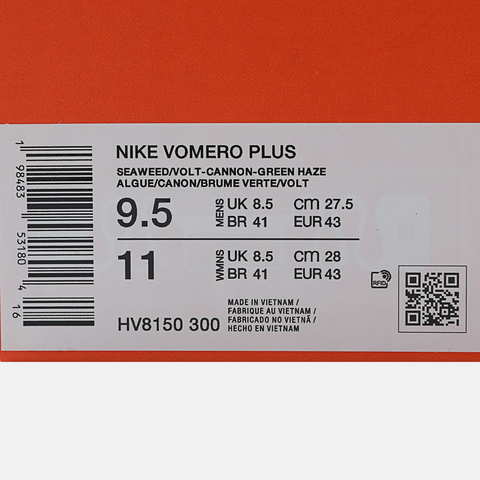 NIKE VOMERO PLUS
SEAWEED/VOLT-CANNON-GREEN HAZE
ALGUE/CANON/BRUME VERTE/VOLT
9.5 MENS UK 8.5 CM 27.5
BR 41 EUR 43
11 WMNS UK 8.5 CM 28
BR 41 EUR 43
HV8150 300
MADE IN VIETNAM /
FABRIQUE AU VIETNAM /
FABRICADO NO VIETNÃ /
HECHO EN VIETNAM
RFID
1 98483 53180 4 16